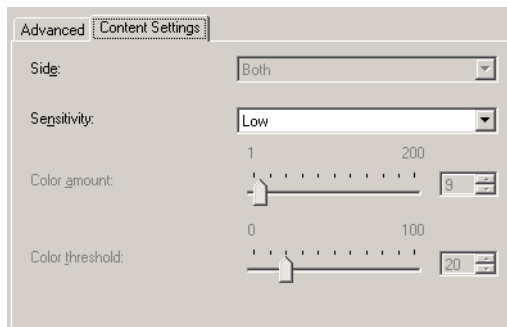 Advanced Content Settings
Side: Both
Sensitivity: Low
1 200
Color amount: 9
0 100
Color threshold: 20